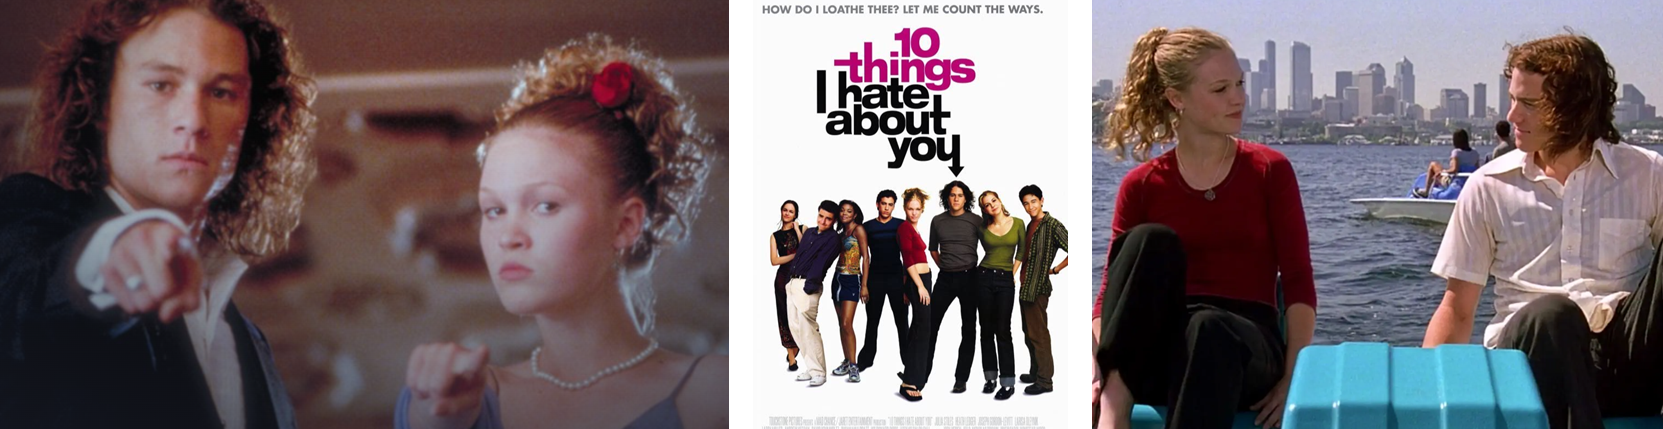 HOW DO I LOATHE THEE? LET ME COUNT THE WAYS.
10
things
I hate
about
you